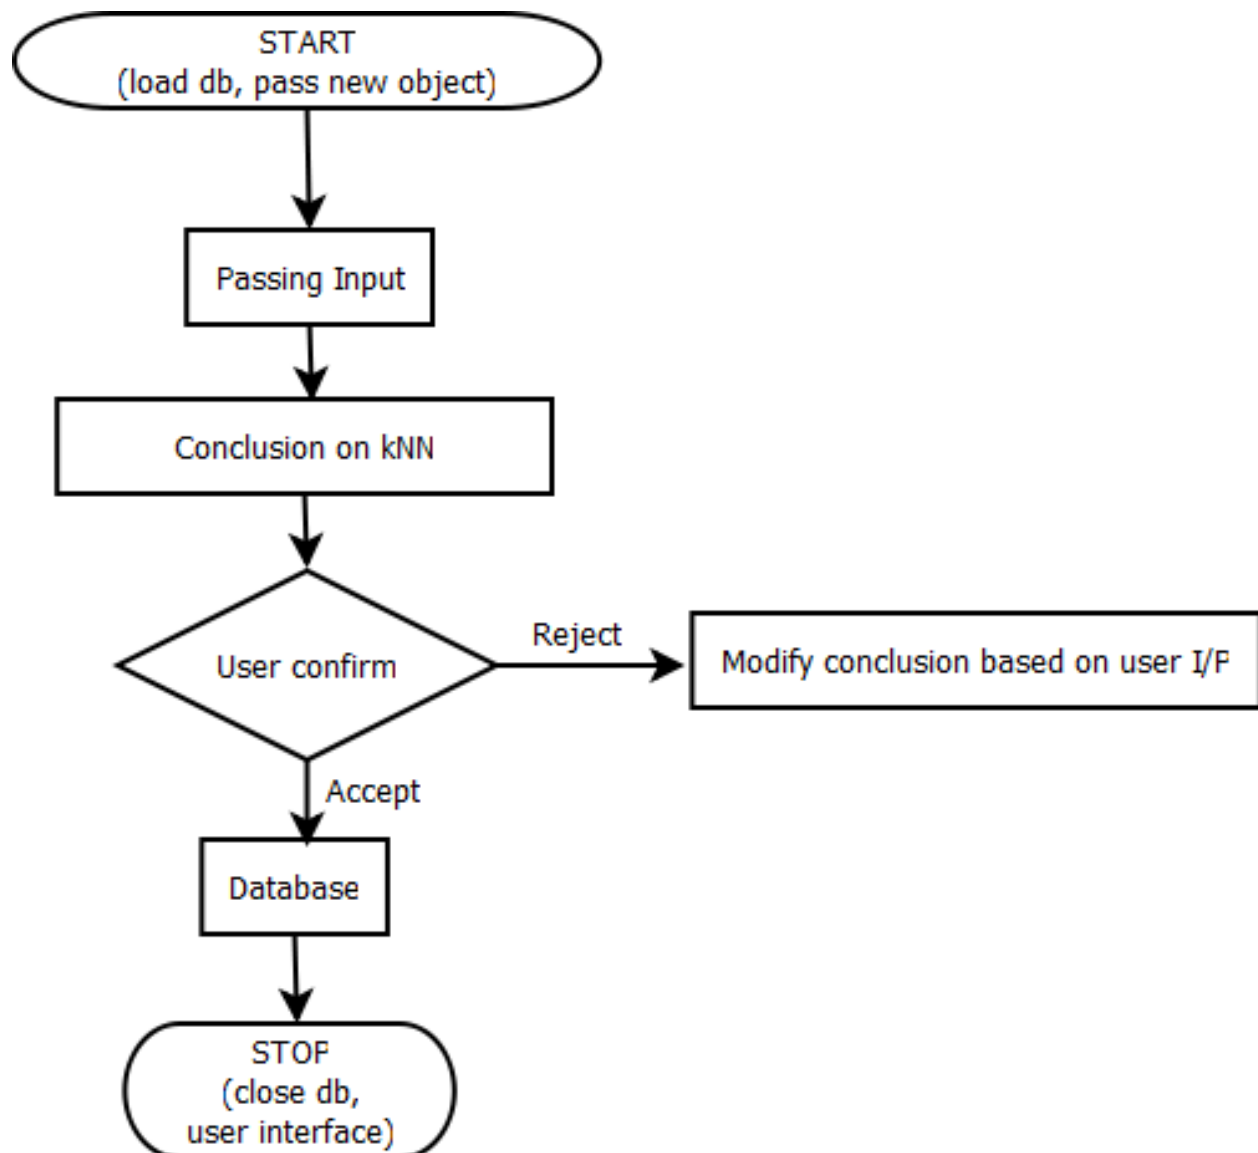 START
(load db, pass new object)
Passing Input
Conclusion on kNN
User confirm
Reject
Modify conclusion based on user I/P
Accept
Database
STOP
(close db,
user interface)